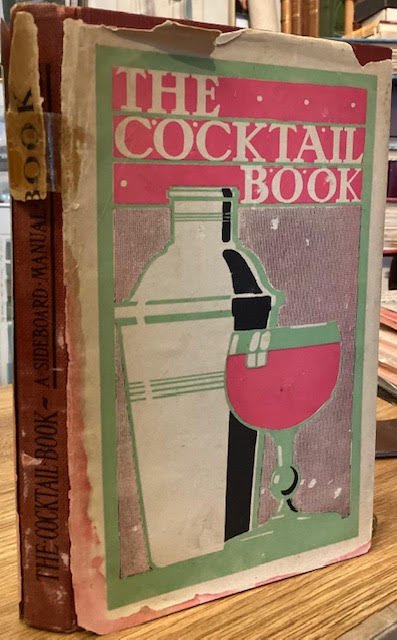 THE
COCKTAIL
BOOK
THE·COCKTAIL·BOOK ~ A·SIDEBOARD·MANUAL
BOOK